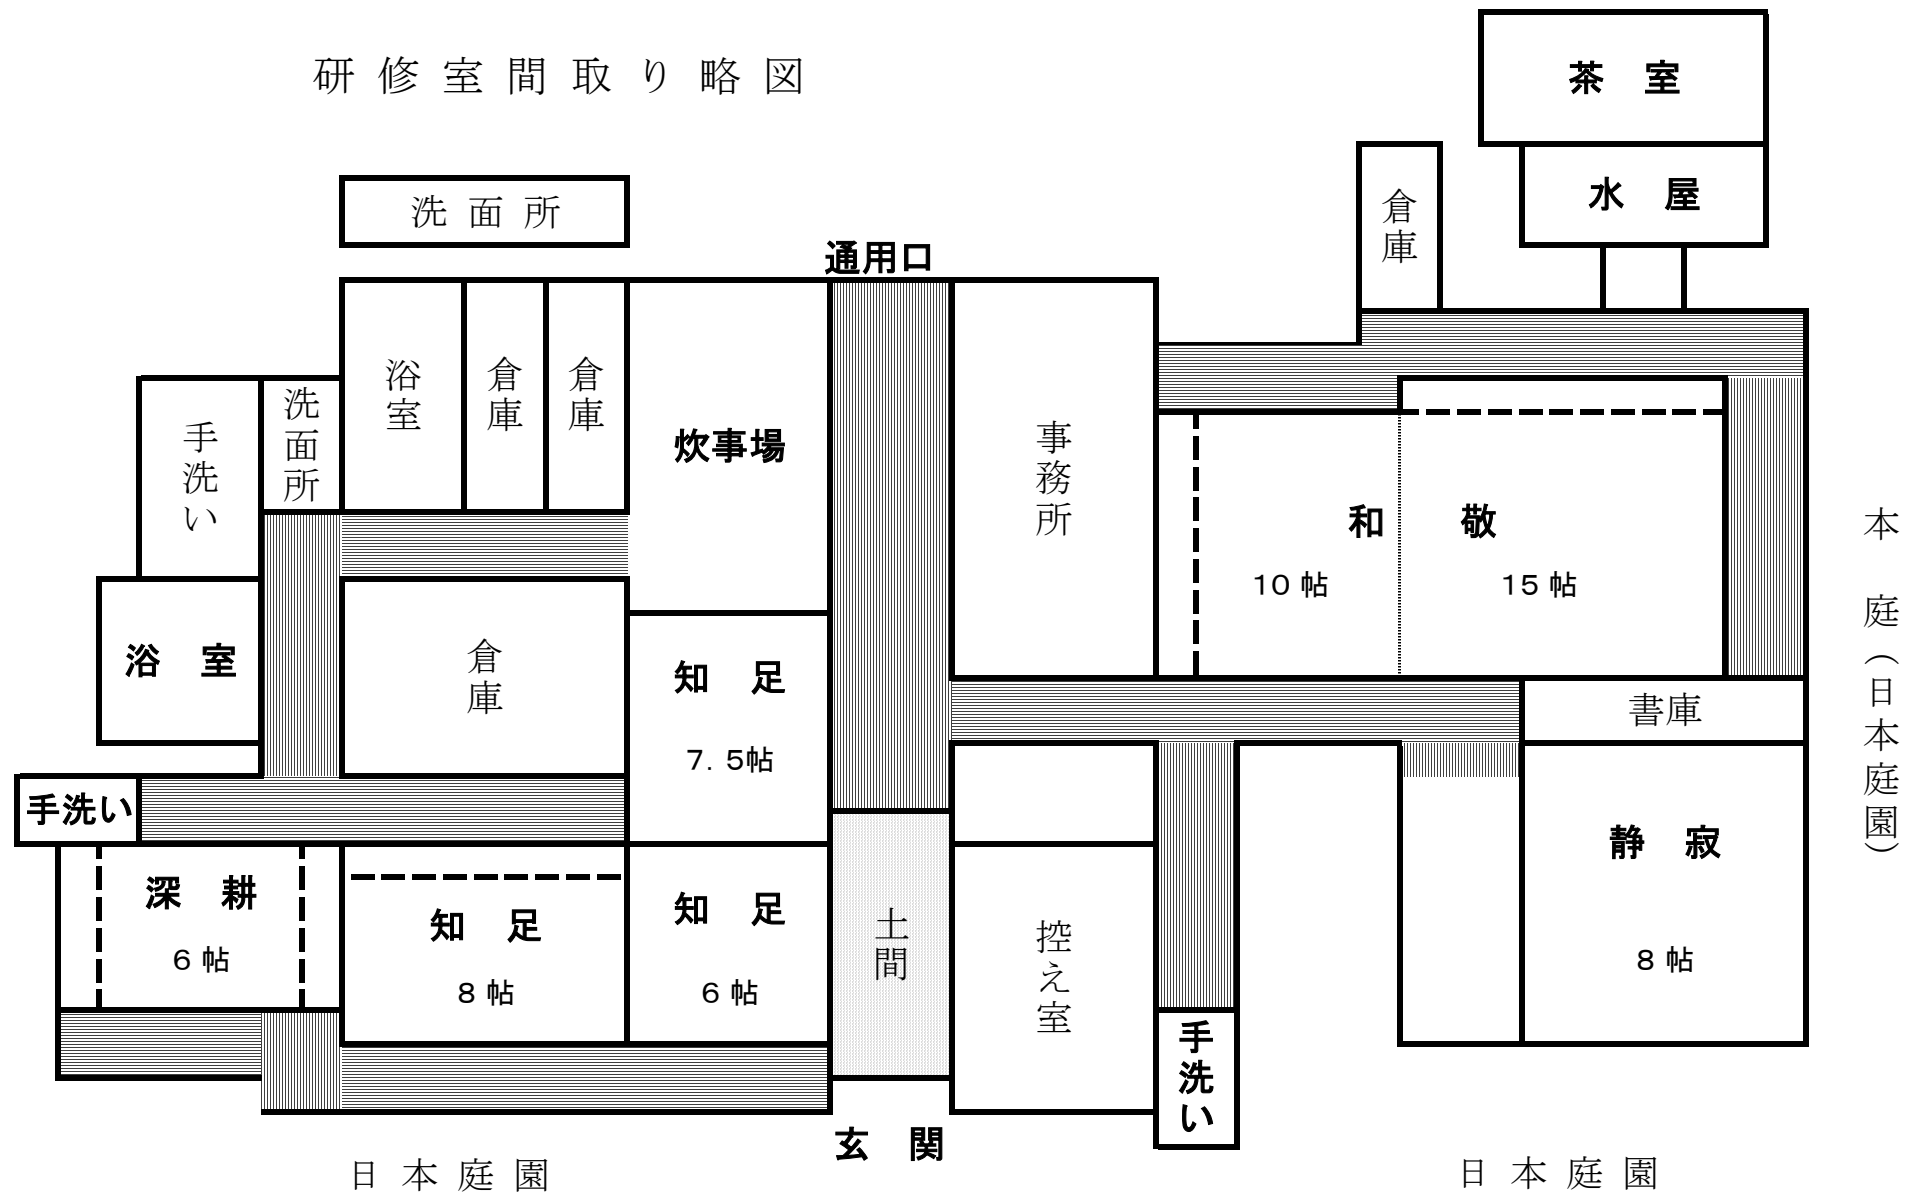 研修室間取り略図
茶室
水屋
倉庫
洗面所
通用口
浴室
倉庫
倉庫
炊事場
事務所
手洗い
洗面所
和敬
10帖
15帖
本庭(日本庭園)
浴室
倉庫
知足
7.5帖
書庫
手洗い
深耕
6帖
知足
8帖
知足
6帖
土間
控え室
静寂
8帖
手洗い
玄関
日本庭園
日本庭園